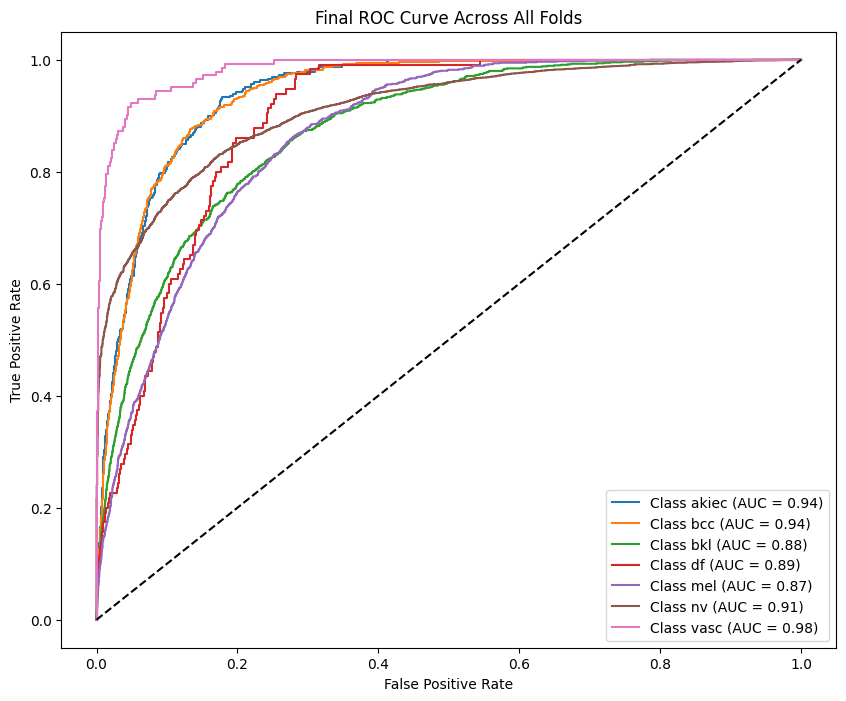 Final ROC Curve Across All Folds
1.0
0.8
0.6
0.4
0.2
0.0
True Positive Rate
Class akiec (AUC = 0.94)
Class bcc (AUC = 0.94)
Class bkl (AUC = 0.88)
Class df (AUC = 0.89)
Class mel (AUC = 0.87)
Class nv (AUC = 0.91)
Class vasc (AUC = 0.98)
0.0 0.2 0.4 0.6 0.8 1.0
False Positive Rate